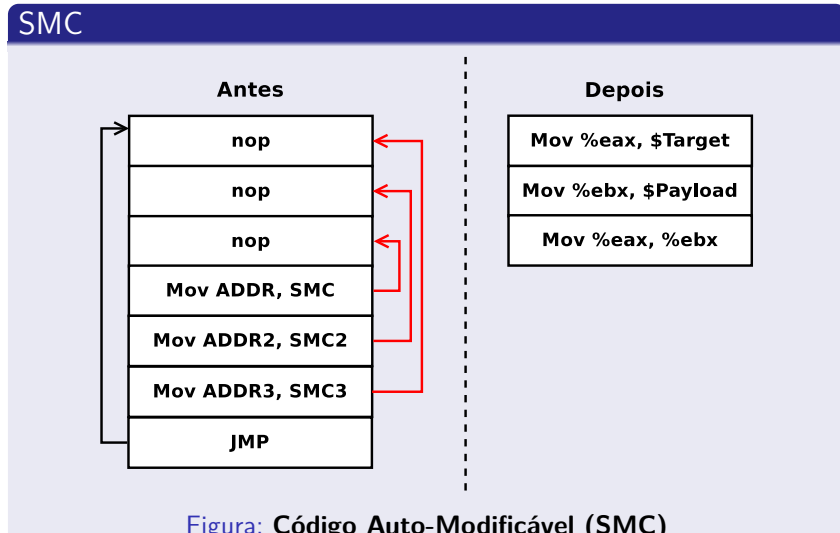 SMC
Antes
nop
nop
nop
Mov ADDR, SMC
Mov ADDR2, SMC2
Mov ADDR3, SMC3
JMP
Depois
Mov %eax, $Target
Mov %ebx, $Payload
Mov %eax, %ebx
Figura: Código Auto-Modificável (SMC)